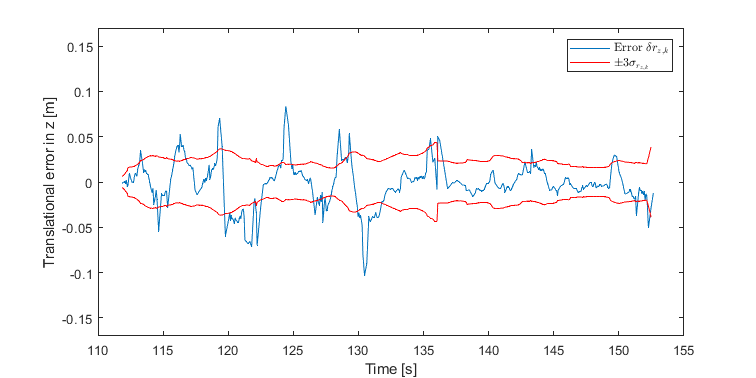 Error δr_{z,k}
±3σ_{r_{z,k}}
0.15
0.1
0.05
0
-0.05
-0.1
-0.15
Translational error in z [m]
110 115 120 125 130 135 140 145 150 155
Time [s]